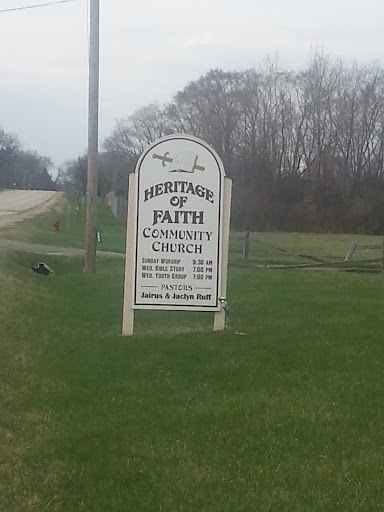 HERITAGE
OF
FAITH
COMMUNITY
CHURCH
SUNDAY WORSHIP 9:30 AM
WED. BIBLE STUDY 7:00 PM
WED. YOUTH GROUP 7:00 PM
PASTORS
Jairus & Jaclyn Ruff